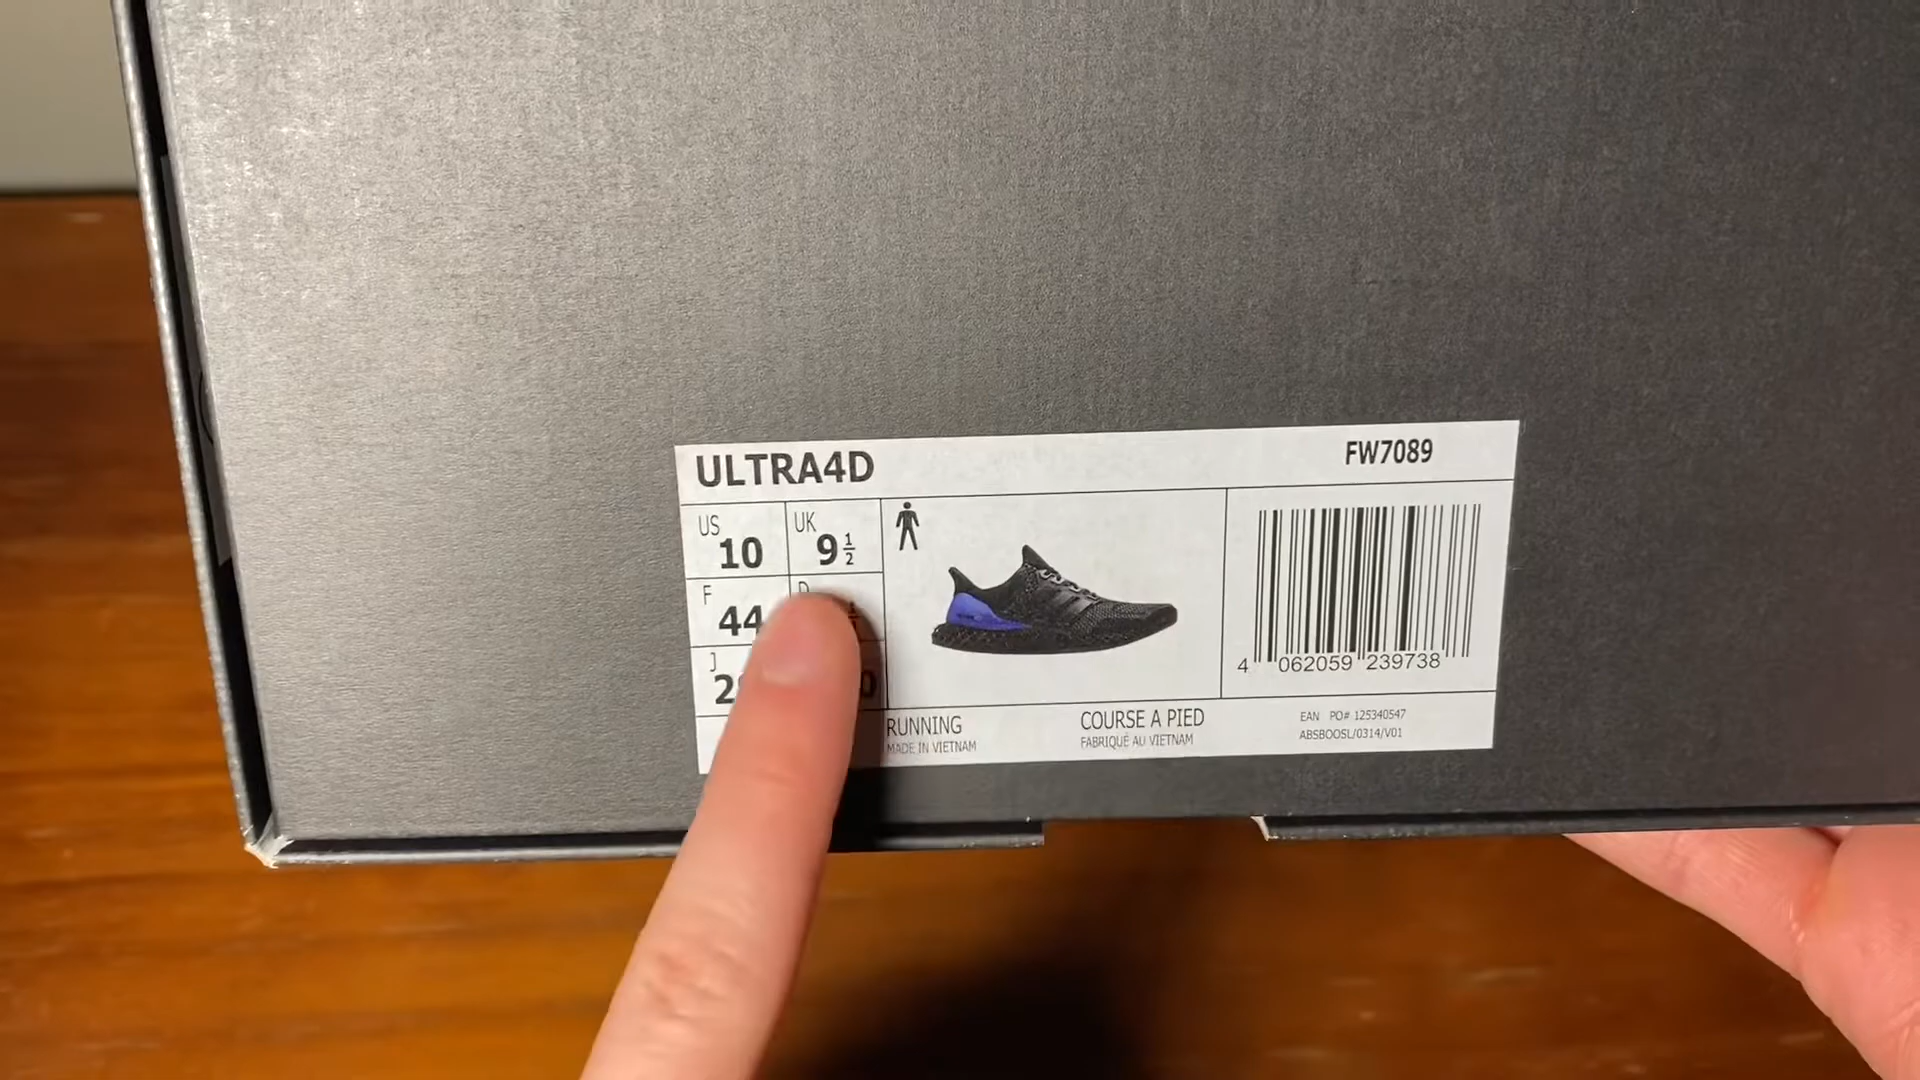 ULTRA4D FW7089
US 10 UK 9 1/2
F 44 D
J
4 062059 239738
RUNNING COURSE A PIED EAN PO# 125340547
MADE IN VIETNAM FABRIQUÉ AU VIETNAM ABSBOOSL/0314/V01